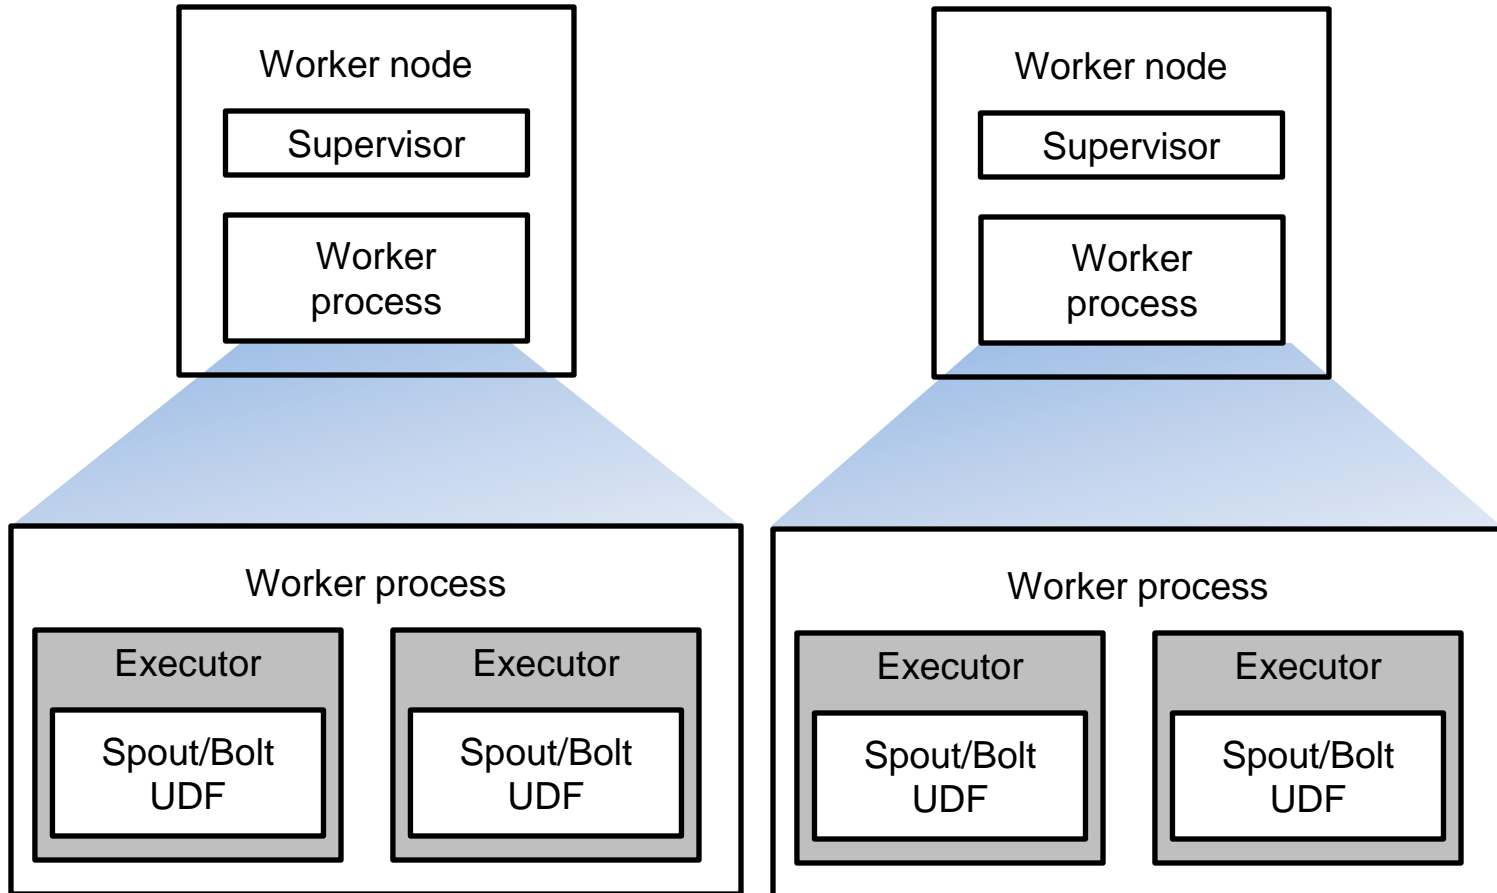 Worker node
Supervisor
Worker
process
Worker process
Executor
Spout/Bolt
UDF
Executor
Spout/Bolt
UDF
Worker node
Supervisor
Worker
process
Worker process
Executor
Spout/Bolt
UDF
Executor
Spout/Bolt
UDF